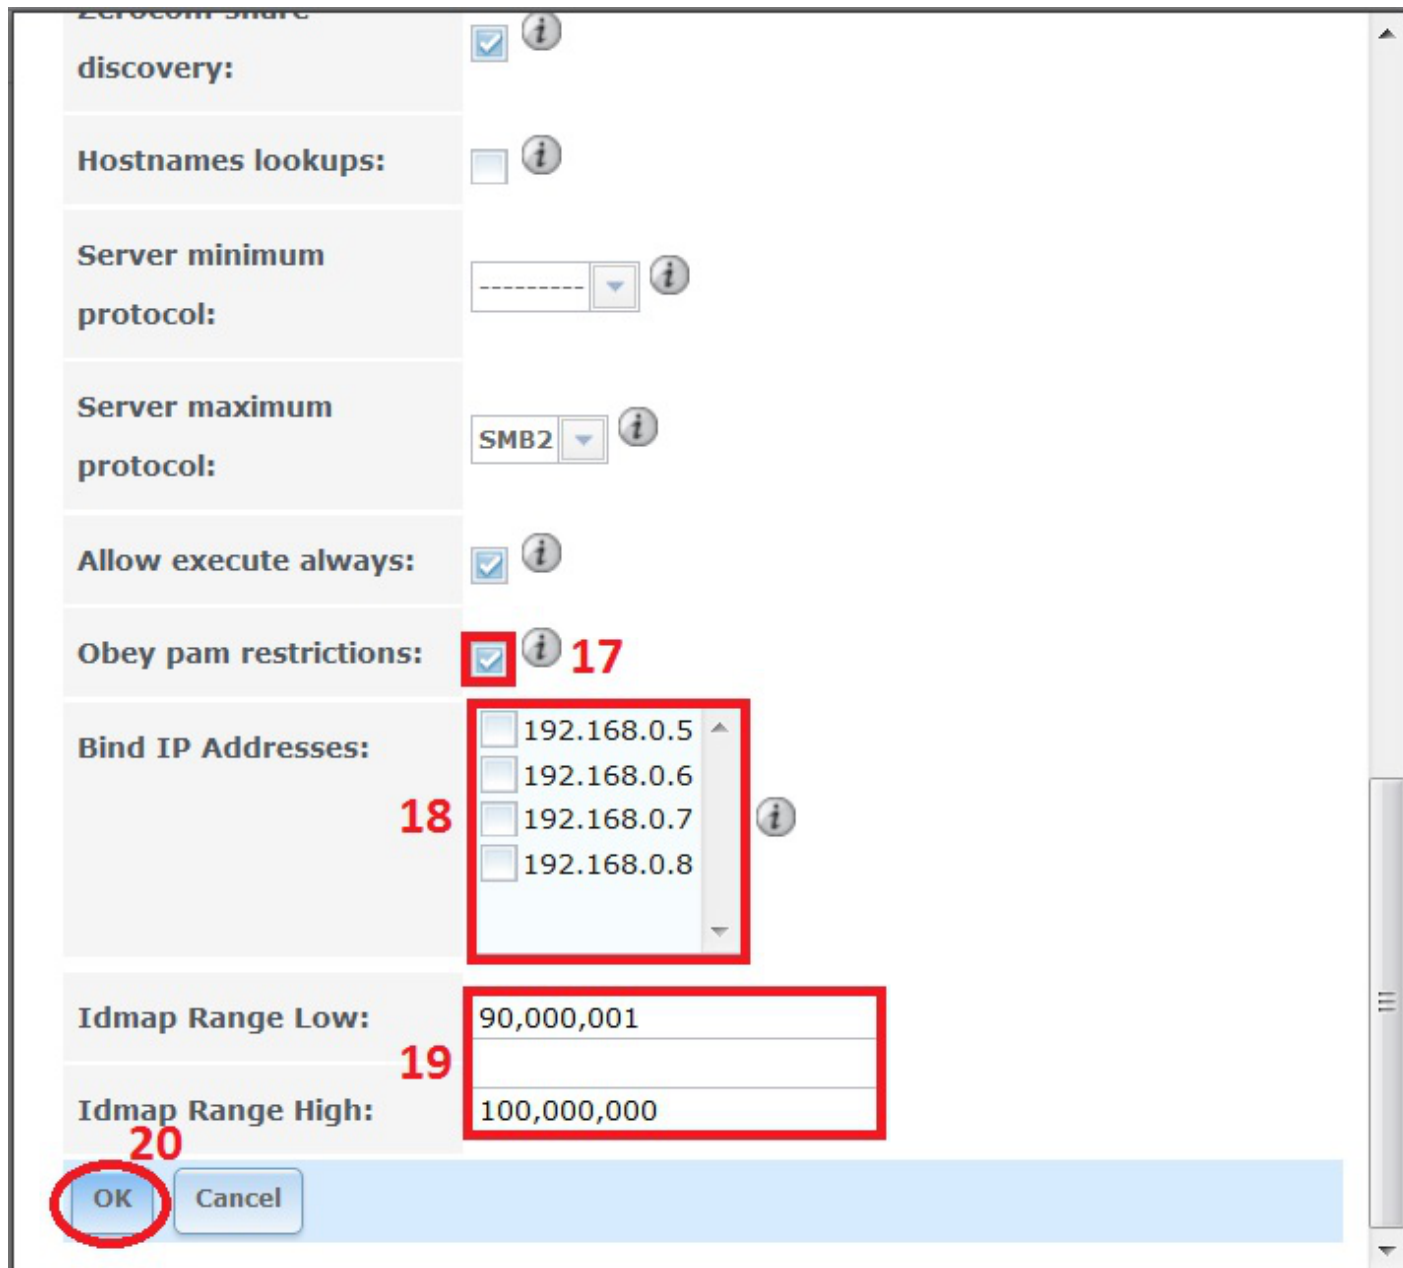 Zeroconf share
discovery:
Hostnames lookups:
Server minimum
protocol:
---------
Server maximum
protocol:
SMB2
Allow execute always:
Obey pam restrictions:
17
Bind IP Addresses:
18
192.168.0.5
192.168.0.6
192.168.0.7
192.168.0.8
Idmap Range Low:
90,000,001
19
Idmap Range High:
100,000,000
20
OK
Cancel